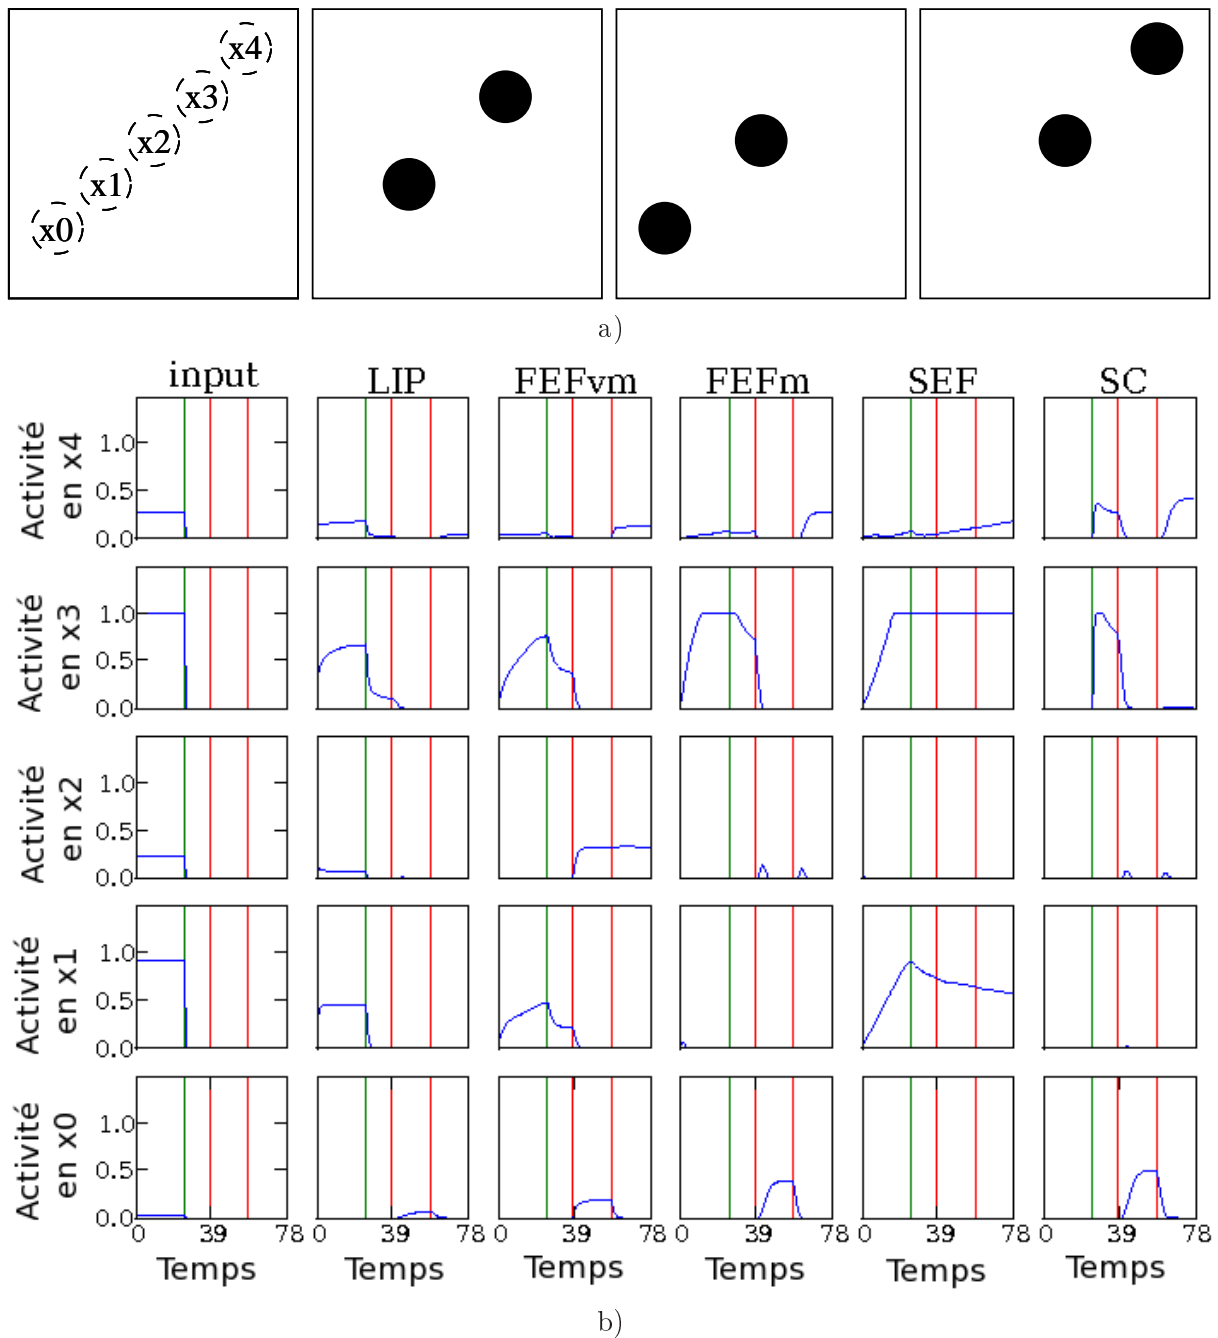 x4
x3
x2
x1
x0
a)
input LIP FEFvm FEFm SEF SC
Activité en x4
1.0
0.5
0.0
Activité en x3
1.0
0.5
0.0
Activité en x2
1.0
0.5
0.0
Activité en x1
1.0
0.5
0.0
Activité en x0
1.0
0.5
0.0
0 39 78 0 39 78 0 39 78 0 39 78 0 39 78 0 39 78
Temps Temps Temps Temps Temps Temps
b)